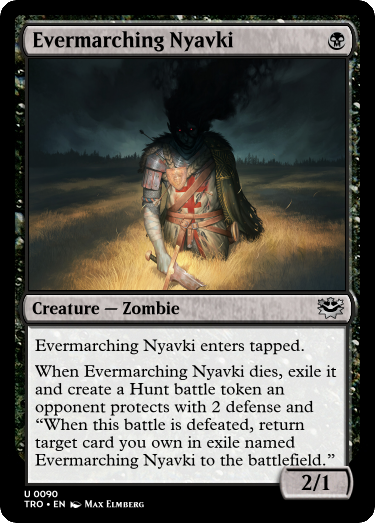 Evermarching Nyavki
Creature — Zombie
Evermarching Nyavki enters tapped.
When Evermarching Nyavki dies, exile it
and create a Hunt battle token an
opponent protects with 2 defense and
“When this battle is defeated, return
target card you own in exile named
Evermarching Nyavki to the battlefield.”
2/1
U 0090
TRO • EN Max Elmberg